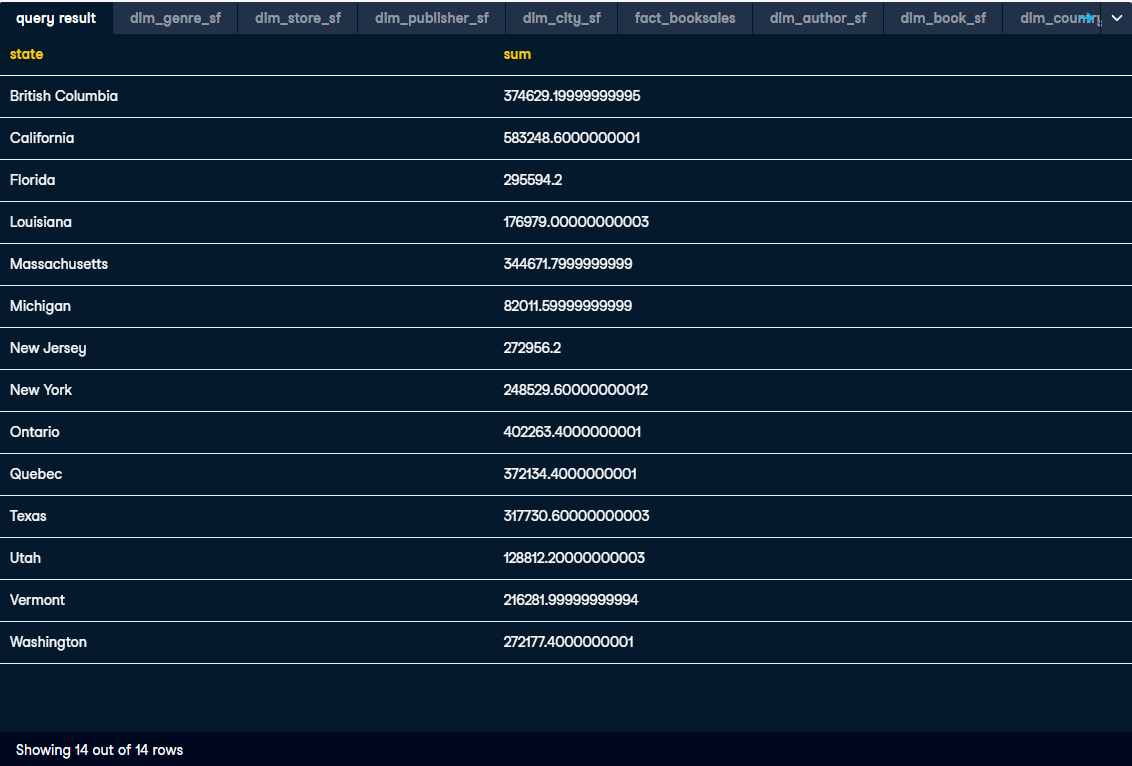 query result dim_genre_sf dim_store_sf dim_publisher_sf dim_city_sf fact_booksales dim_author_sf dim_book_sf
state sum
British Columbia 374629.19999999995
California 583248.6000000001
Florida 295594.2
Louisiana 176979.00000000003
Massachusetts 344671.7999999999
Michigan 82011.59999999999
New Jersey 272956.2
New York 248529.60000000012
Ontario 402263.4000000001
Quebec 372134.4000000001
Texas 317730.60000000003
Utah 128812.20000000003
Vermont 216281.99999999994
Washington 272177.4000000001
Showing 14 out of 14 rows